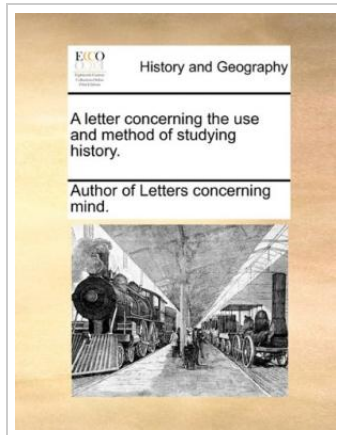 ECCO
History and Geography
A letter concerning the use
and method of studying
history.
Author of Letters concerning
mind.